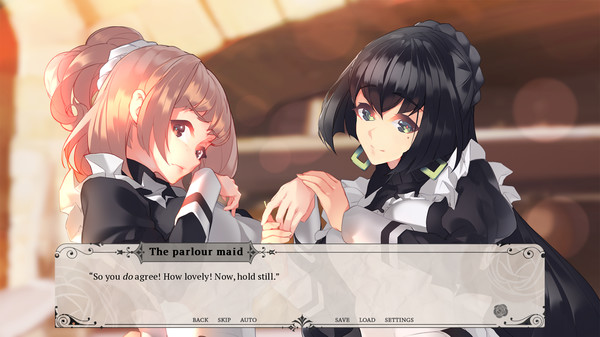 The parlour maid
“So you do agree! How lovely! Now, hold still.”
BACK SKIP AUTO SAVE LOAD SETTINGS